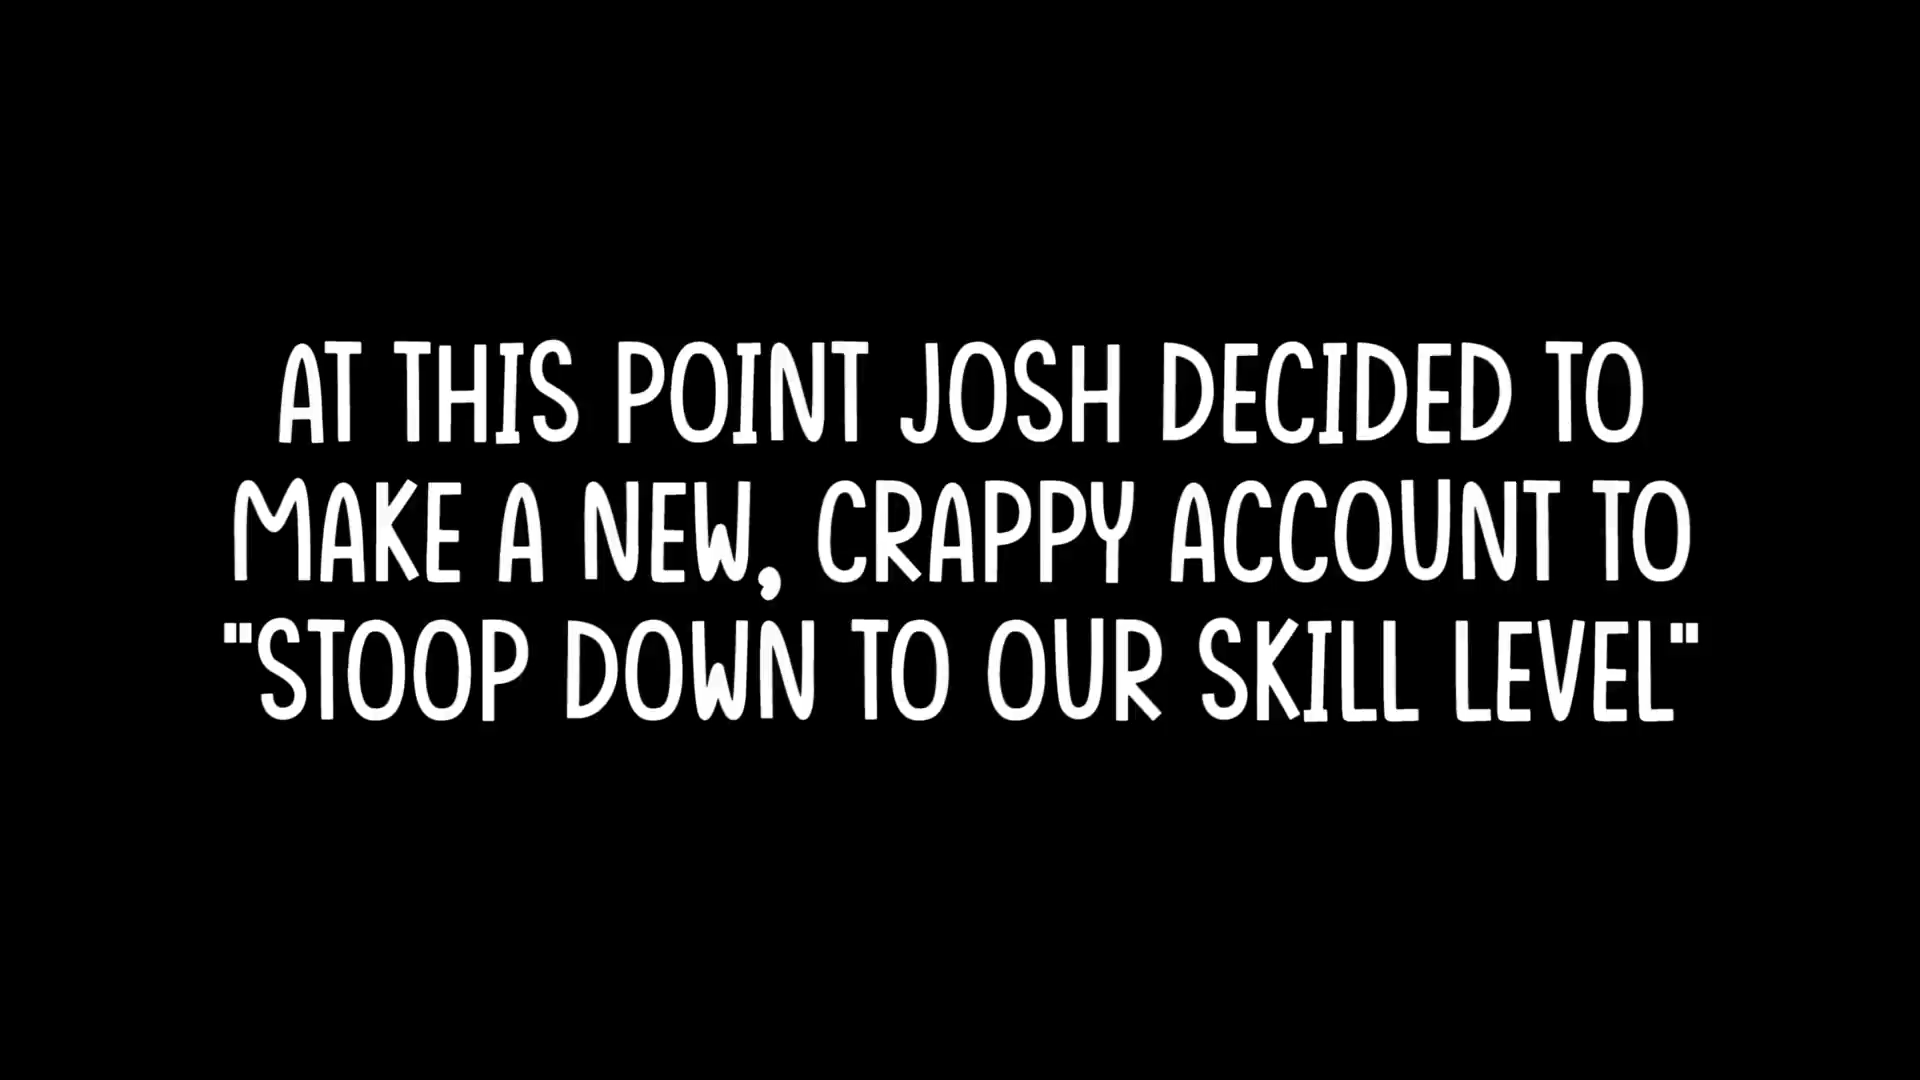 AT THIS POINT JOSH DECIDED TO
MAKE A NEW, CRAPPY ACCOUNT TO
"STOOP DOWN TO OUR SKILL LEVEL"